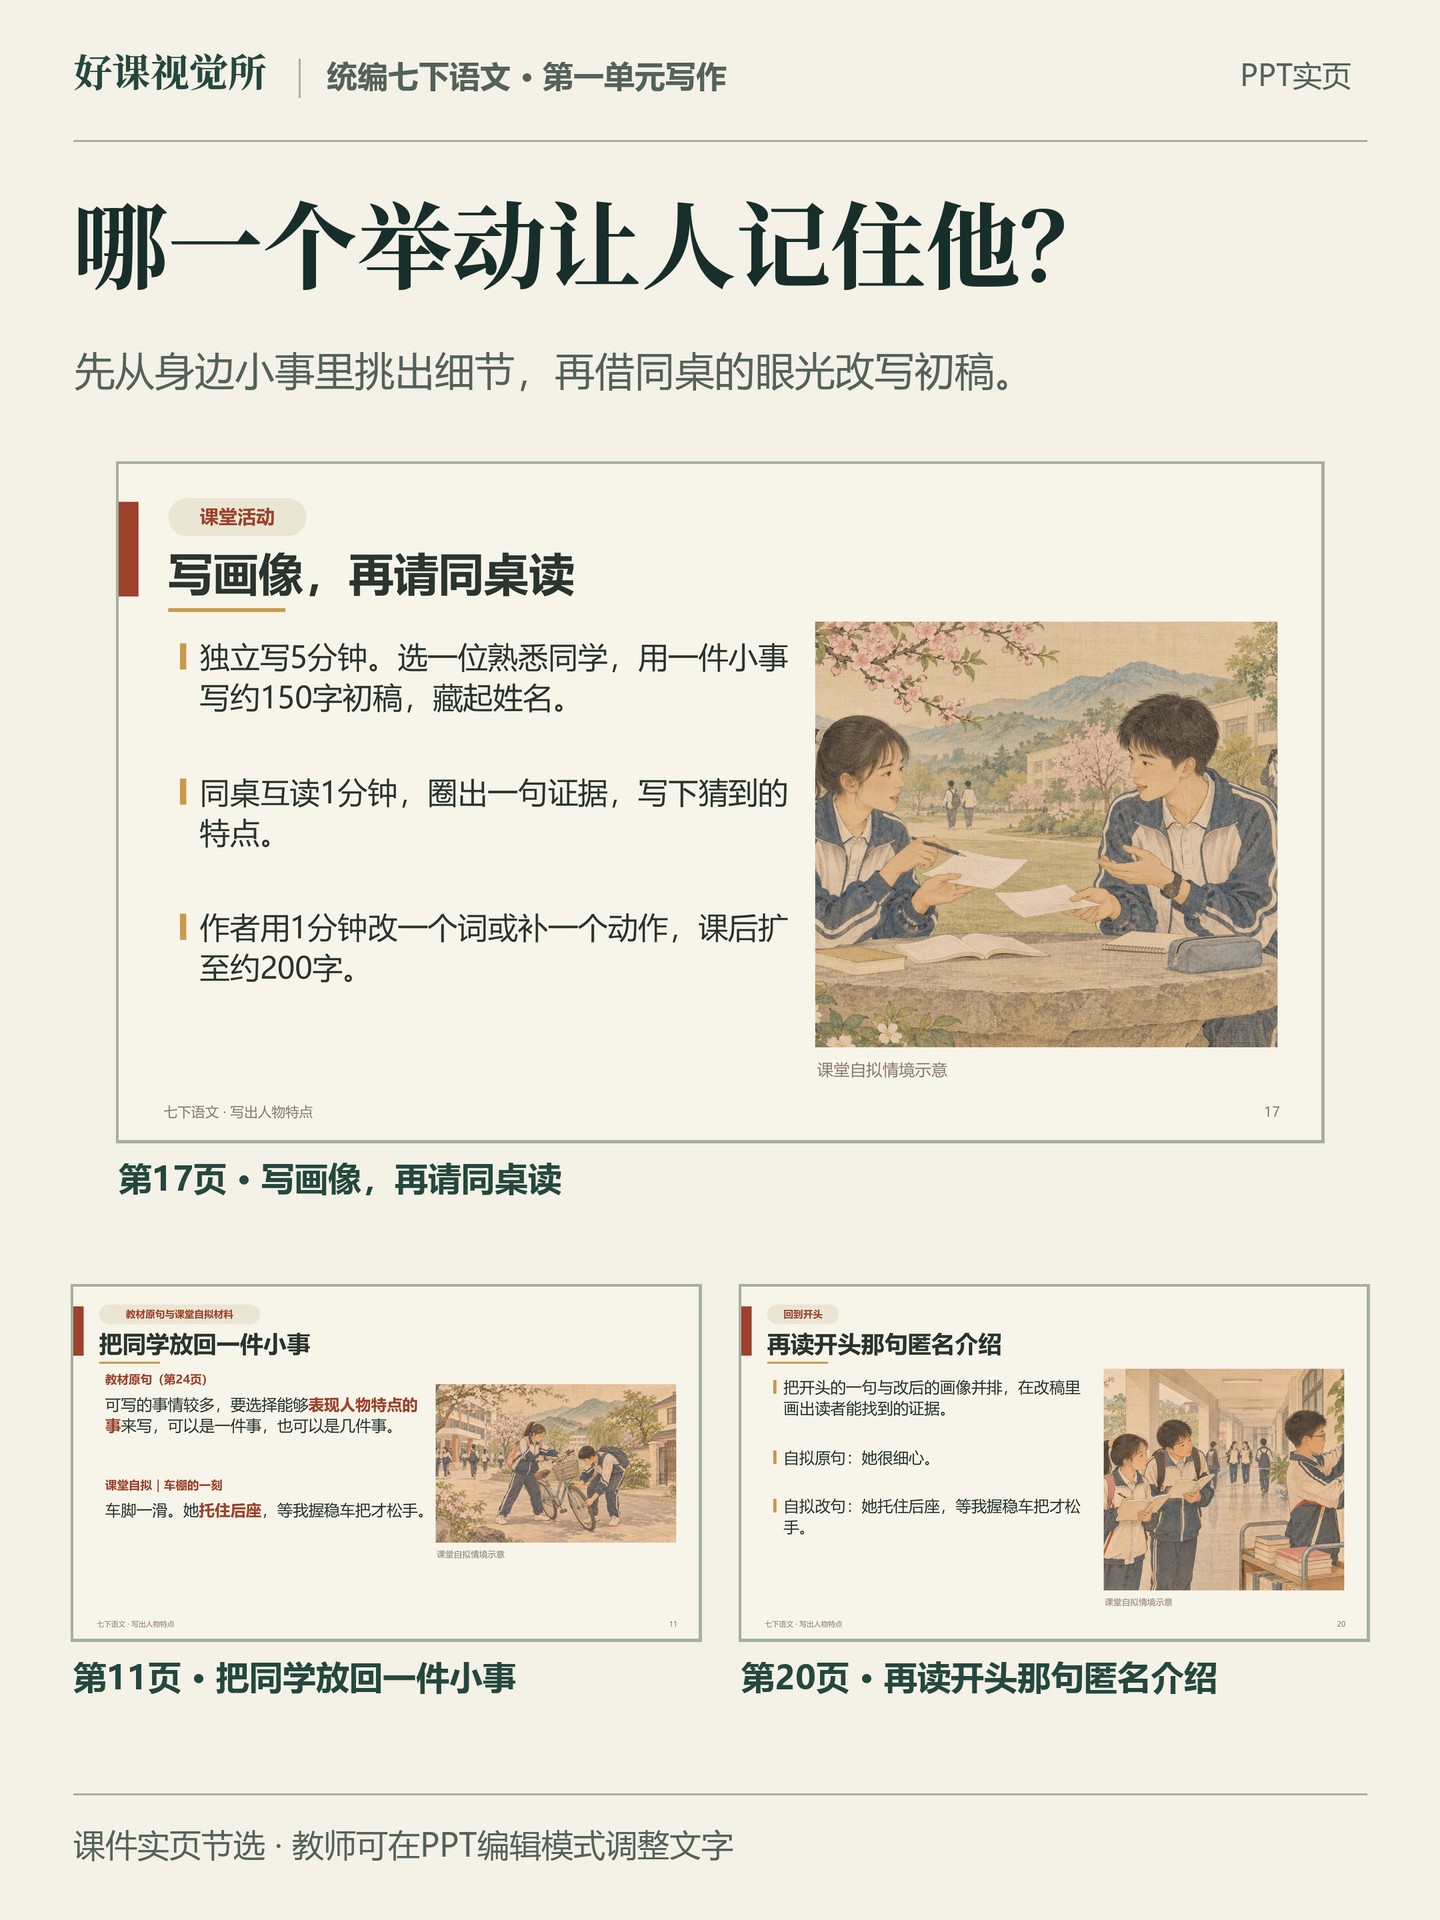 好课视觉所
统编七下语文·第一单元写作
PPT实页
哪一个举动让人记住他？
先从身边小事里挑出细节，再借同桌的眼光改写初稿。
课堂活动
写画像，再请同桌读
独立写5分钟。选一位熟悉同学，用一件小事
写约150字初稿，藏起姓名。
同桌互读1分钟，圈出一句证据，写下猜到的
特点。
作者用1分钟改一个词或补一个动作，课后扩
至约200字。
课堂自拟情境示意
七下语文·写出人物特点
17
第17页·写画像，再请同桌读
教材原句与课堂自拟材料
把同学放回一件小事
教材原句（第24页）
可写的事情较多，要选择能够表现人物特点的
事来写，可以是一件事，也可以是几件事。
课堂自拟｜车棚的一刻
车脚一滑。她托住后座，等我握稳车把才松手。
课堂自拟情境示意
七下语文·写出人物特点
11
第11页·把同学放回一件小事
回到开头
再读开头那句匿名介绍
把开头的一句与改后的画像并排，在改稿里
画出读者能找到的证据。
自拟原句：她很细心。
自拟改句：她托住后座，等我握稳车把才松
手。
课堂自拟情境示意
七下语文·写出人物特点
20
第20页·再读开头那句匿名介绍
课件实页节选·教师可在PPT编辑模式调整文字